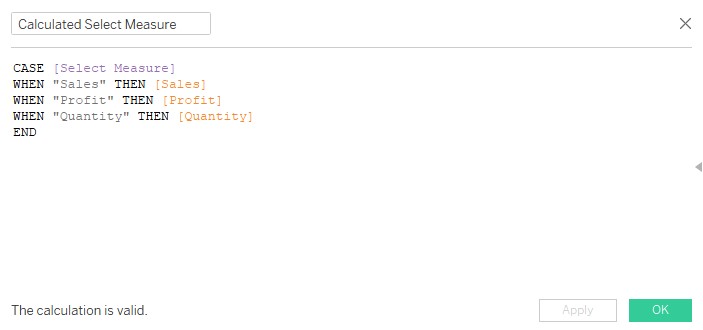 Calculated Select Measure
CASE [Select Measure]
WHEN "Sales" THEN [Sales]
WHEN "Profit" THEN [Profit]
WHEN "Quantity" THEN [Quantity]
END
The calculation is valid.
Apply
OK